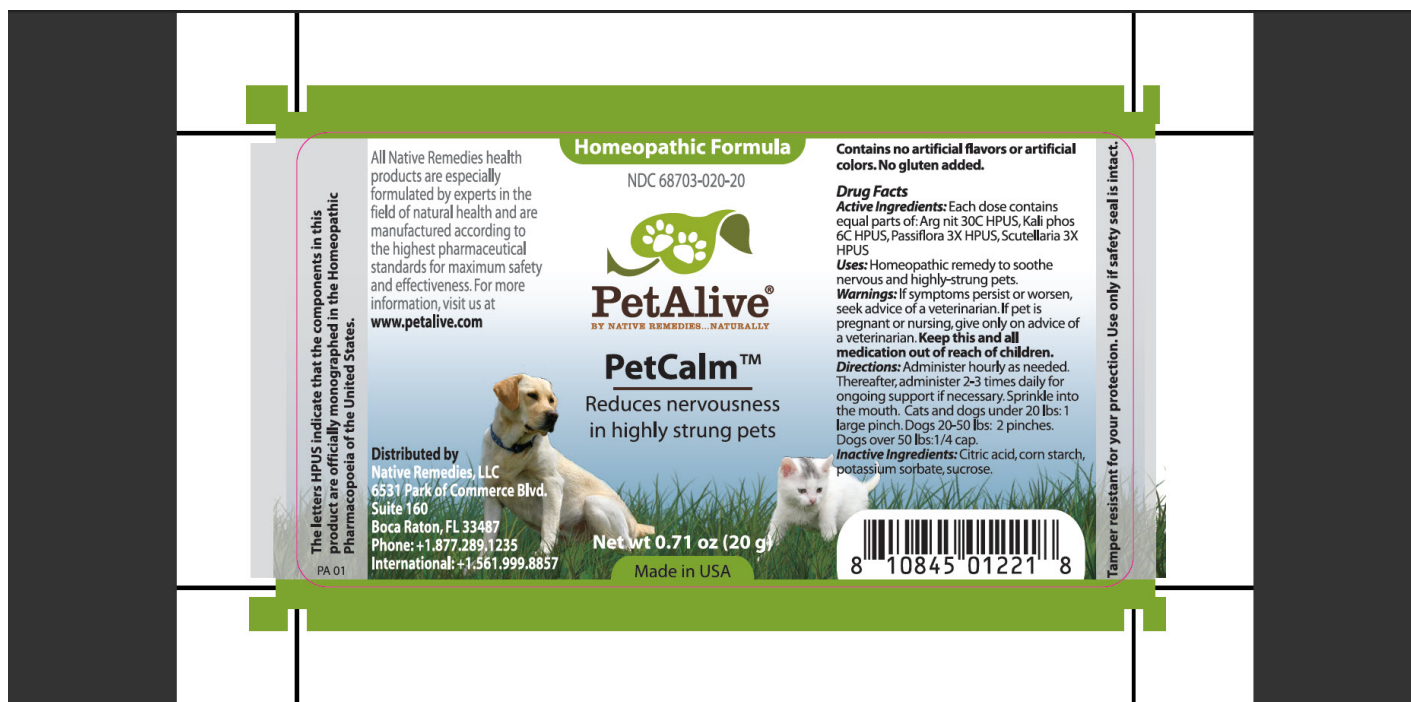 The letters HPUS indicate that the components in this
product are officially monographed in the Homeopathic
Pharmacopoeia of the United States.
PA 01
All Native Remedies health
products are especially
formulated by experts in the
field of natural health and are
manufactured according to
the highest pharmaceutical
standards for maximum safety
and effectiveness. For more
information, visit us at
www.petalive.com
Distributed by
Native Remedies, LLC
6531 Park of Commerce Blvd.
Suite 160
Boca Raton, FL 33487
Phone: +1.877.289.1235
International: +1.561.999.8857
Homeopathic Formula
NDC 68703-020-20
PetAlive®
BY NATIVE REMEDIES...NATURALLY
PetCalm™
Reduces nervousness
in highly strung pets
Net wt 0.71 oz (20 g)
Made in USA
Contains no artificial flavors or artificial
colors. No gluten added.
Drug Facts
Active Ingredients: Each dose contains
equal parts of: Arg nit 30C HPUS, Kali phos
6C HPUS, Passiflora 3X HPUS, Scutellaria 3X
HPUS
Uses: Homeopathic remedy to soothe
nervous and highly-strung pets.
Warnings: If symptoms persist or worsen,
seek advice of a veterinarian. If pet is
pregnant or nursing, give only on advice of
a veterinarian. Keep this and all
medication out of reach of children.
Directions: Administer hourly as needed.
Thereafter, administer 2-3 times daily for
ongoing support if necessary. Sprinkle into
the mouth. Cats and dogs under 20 lbs: 1
large pinch. Dogs 20-50 lbs: 2 pinches.
Dogs over 50 lbs:1/4 cap.
Inactive Ingredients: Citric acid, corn starch,
potassium sorbate, sucrose.
8 10845 01221 8
Tamper resistant for your protection. Use only if safety seal is intact.